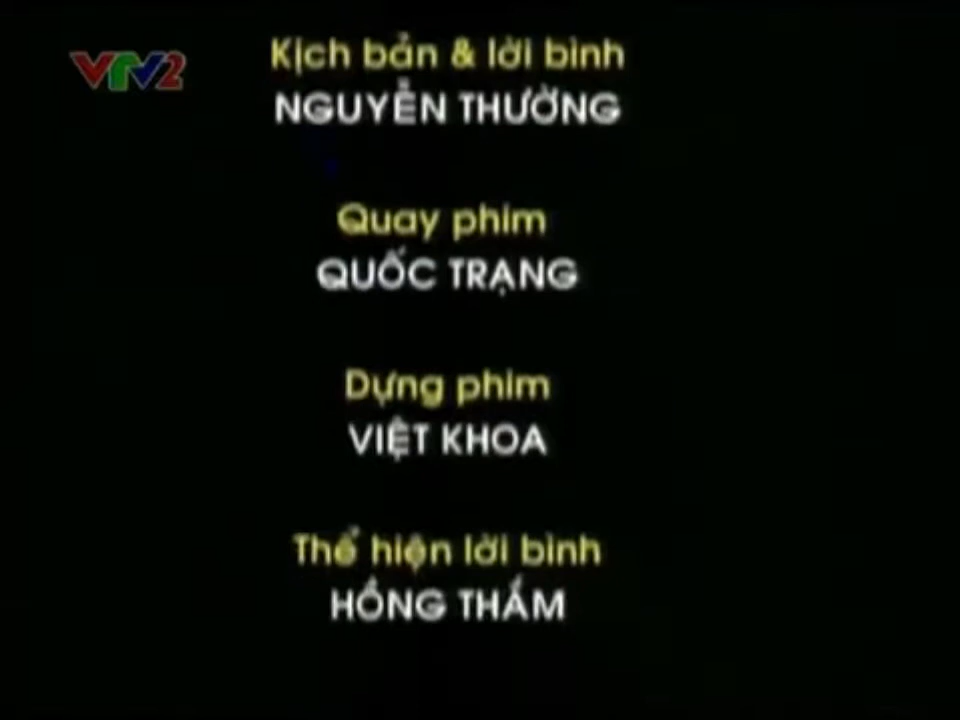 VTV2
Kịch bản & lời bình
NGUYỄN THƯỜNG
Quay phim
QUỐC TRẠNG
Dựng phim
VIỆT KHOA
Thể hiện lời bình
HỒNG THẮM